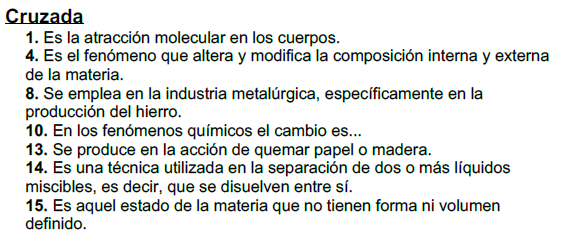 Cruzada
1. Es la atracción molecular en los cuerpos.
4. Es el fenómeno que altera y modifica la composición interna y externa
de la materia.
8. Se emplea en la industria metalúrgica, específicamente en la
producción del hierro.
10. En los fenómenos químicos el cambio es...
13. Se produce en la acción de quemar papel o madera.
14. Es una técnica utilizada en la separación de dos o más líquidos
miscibles, es decir, que se disuelven entre sí.
15. Es aquel estado de la materia que no tienen forma ni volumen
definido.